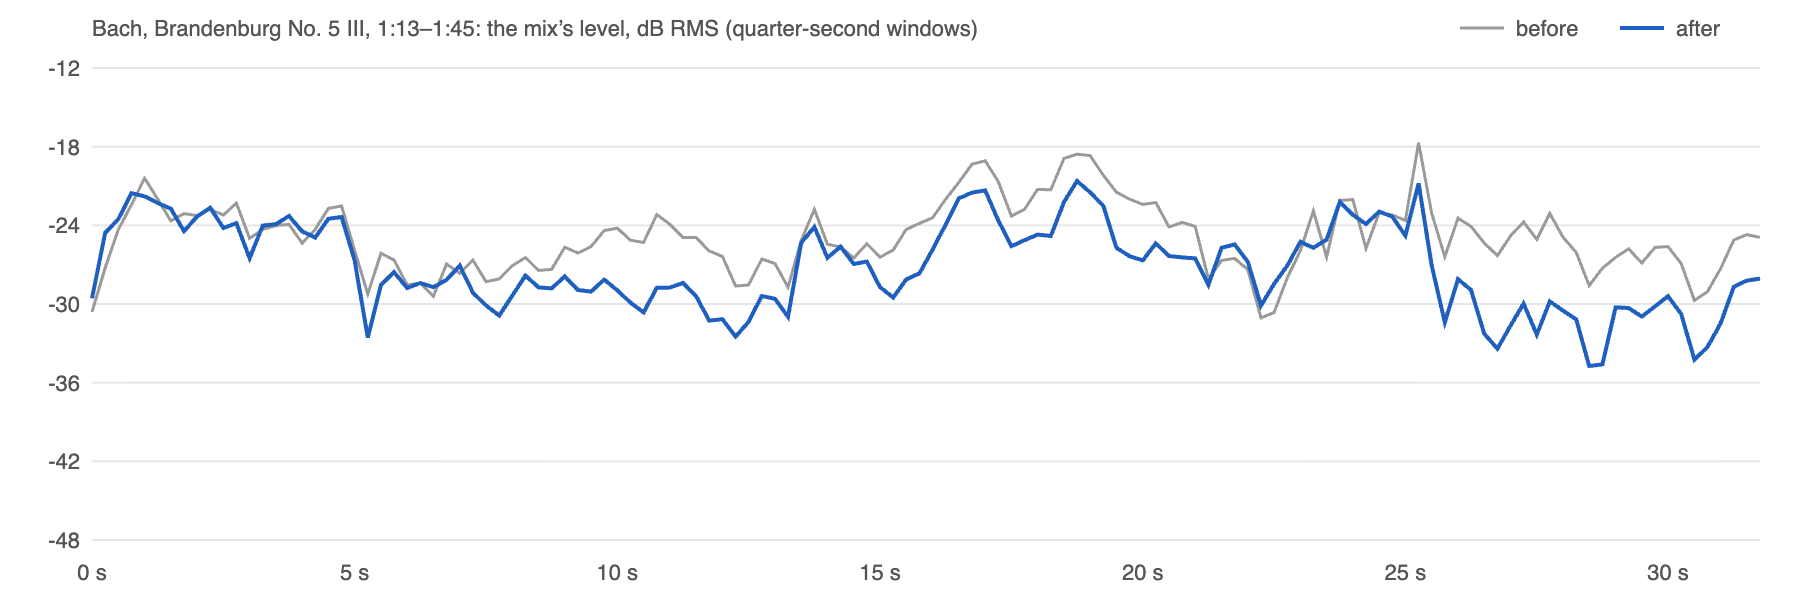 Bach, Brandenburg No. 5 III, 1:13–1:45: the mix’s level, dB RMS (quarter-second windows)
before
after
-12
-18
-24
-30
-36
-42
-48
0 s
5 s
10 s
15 s
20 s
25 s
30 s